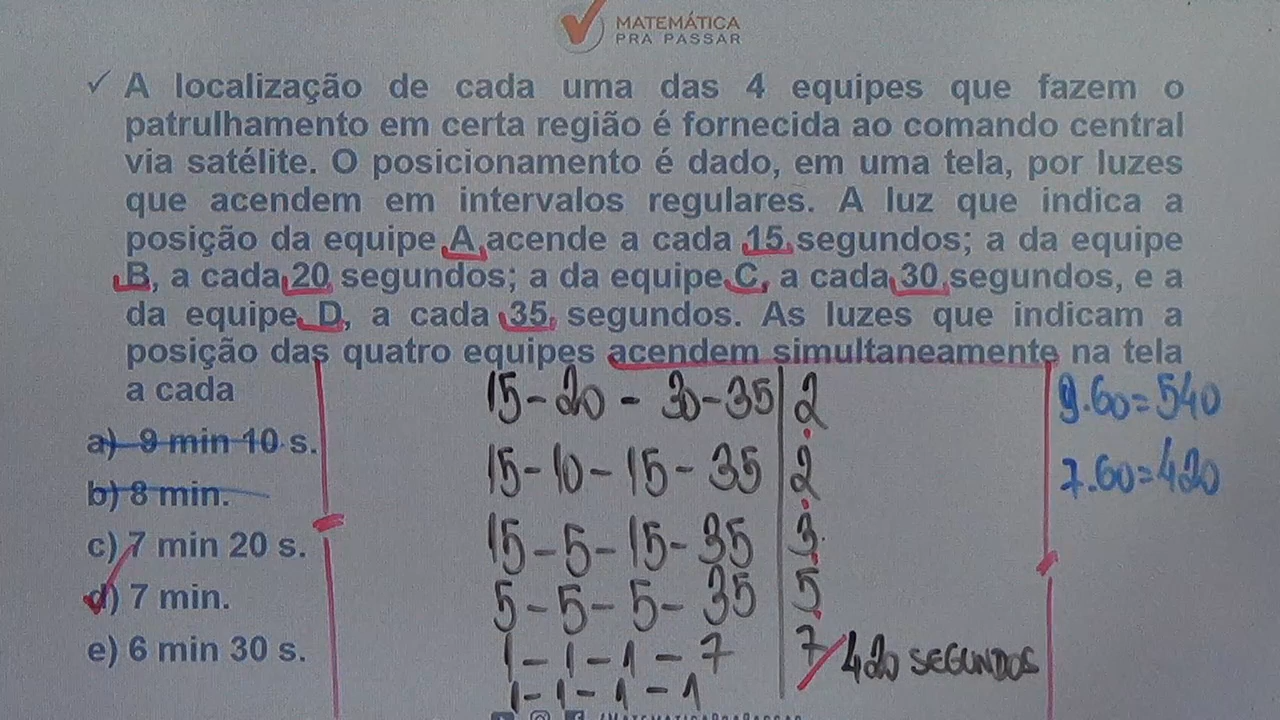 MATEMÁTICA
PRA PASSAR
✓ A localização de cada uma das 4 equipes que fazem o
patrulhamento em certa região é fornecida ao comando central
via satélite. O posicionamento é dado, em uma tela, por luzes
que acendem em intervalos regulares. A luz que indica a
posição da equipe A acende a cada 15 segundos; a da equipe
B, a cada 20 segundos; a da equipe C, a cada 30 segundos, e a
da equipe D, a cada 35 segundos. As luzes que indicam a
posição das quatro equipes acendem simultaneamente na tela
a cada
a) 9 min 10 s.
b) 8 min.
c) 7 min 20 s.
d) 7 min.
e) 6 min 30 s.
15-20-30-35|2
15-10-15-35|2
15-5-15-35|3
5-5-5-35|5
1-1-1-7|7/420 SEGUNDOS
1-1-1-1
9.60=540
7.60=420